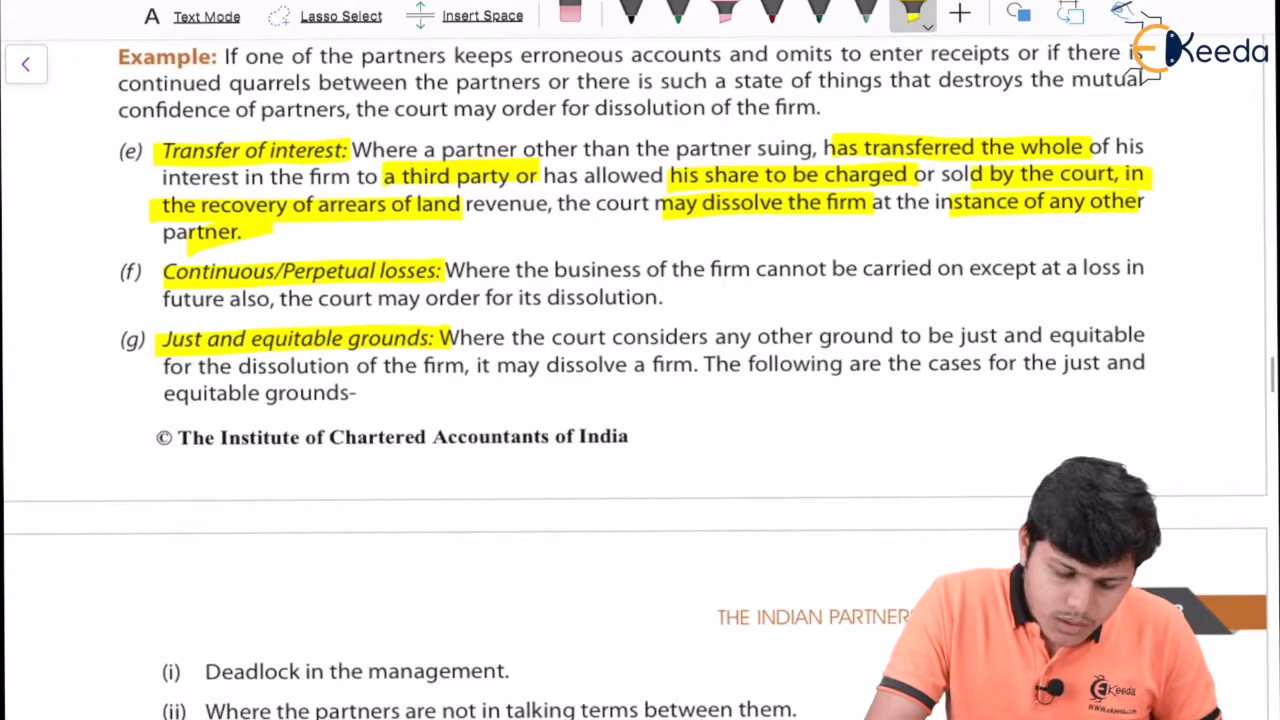 A Text Mode Lasso Select Insert Space
EKeeda
Example: If one of the partners keeps erroneous accounts and omits to enter receipts or if there is
continued quarrels between the partners or there is such a state of things that destroys the mutual
confidence of partners, the court may order for dissolution of the firm.
(e) Transfer of interest: Where a partner other than the partner suing, has transferred the whole of his
interest in the firm to a third party or has allowed his share to be charged or sold by the court, in
the recovery of arrears of land revenue, the court may dissolve the firm at the instance of any other
partner.
(f) Continuous/Perpetual losses: Where the business of the firm cannot be carried on except at a loss in
future also, the court may order for its dissolution.
(g) Just and equitable grounds: Where the court considers any other ground to be just and equitable
for the dissolution of the firm, it may dissolve a firm. The following are the cases for the just and
equitable grounds-
© The Institute of Chartered Accountants of India
THE INDIAN PARTNER
(i) Deadlock in the management.
(ii) Where the partners are not in talking terms between them.
EKeeda
www.ekeeda.com